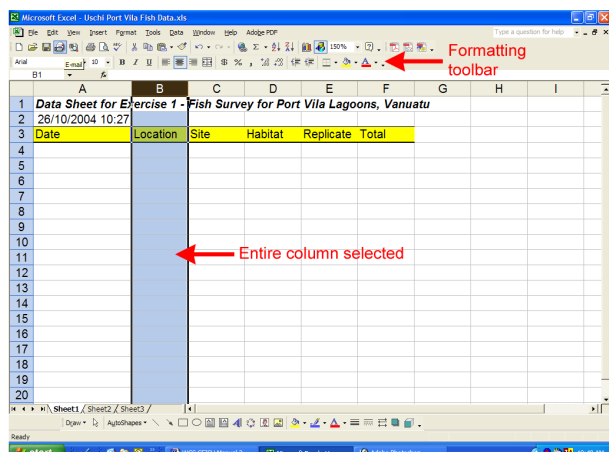 Microsoft Excel - Uschi Port Vila Fish Data.xls
File Edit View Insert Format Tools Data Window Help Adobe PDF Type a question for help
150%
Formatting
toolbar
Arial 10 B I U $ % ,
E-mail
B1 fx
A B C D E F G H I
1 Data Sheet for Exercise 1 - Fish Survey for Port Vila Lagoons, Vanuatu
2 26/10/2004 10:27
3 Date Location Site Habitat Replicate Total
4
5
6
7
8
9
10
11 Entire column selected
12
13
14
15
16
17
18
19
20
Sheet1 / Sheet2 / Sheet3 /
Draw AutoShapes
Ready
start